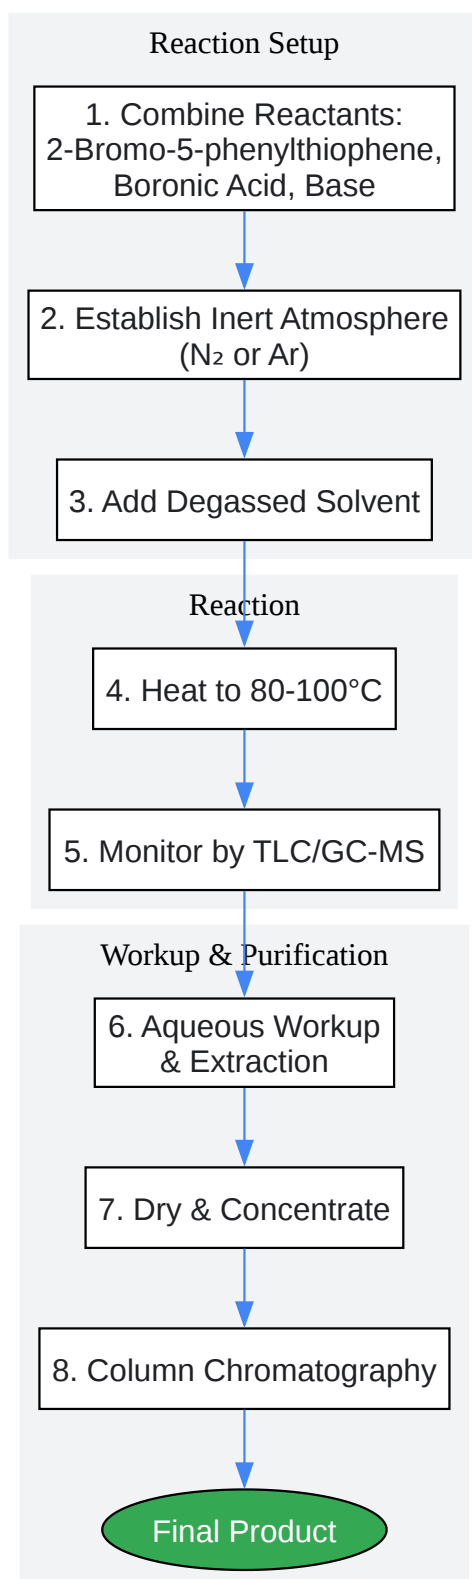 Reaction Setup
1. Combine Reactants:
2-Bromo-5-phenylthiophene,
Boronic Acid, Base
2. Establish Inert Atmosphere
(N₂ or Ar)
3. Add Degassed Solvent
Reaction
4. Heat to 80-100°C
5. Monitor by TLC/GC-MS
Workup & Purification
6. Aqueous Workup
& Extraction
7. Dry & Concentrate
8. Column Chromatography
Final Product